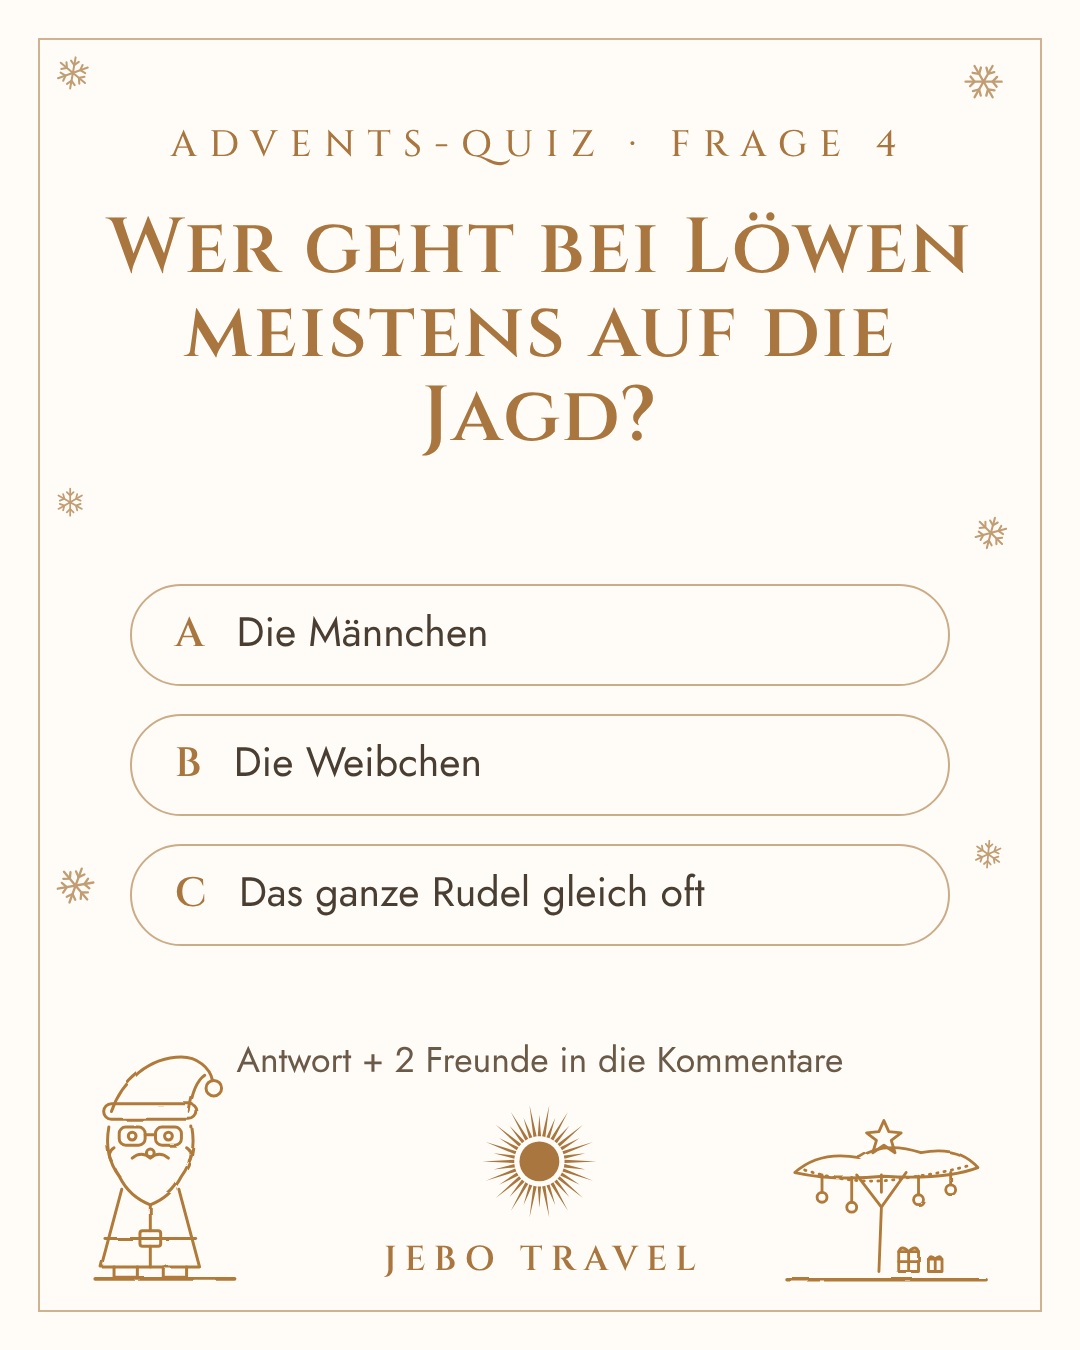 ADVENTS-QUIZ · FRAGE 4
Wer geht bei Löwen
meistens auf die
Jagd?
A Die Männchen
B Die Weibchen
C Das ganze Rudel gleich oft
Antwort + 2 Freunde in die Kommentare
JEBO TRAVEL